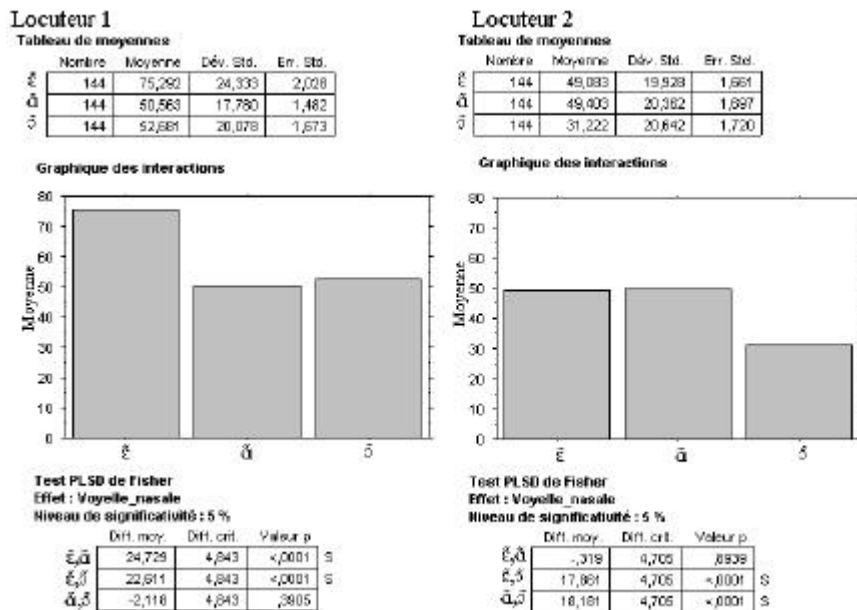 Locuteur 1
Tableau de moyennes
Nombre Moyenne Dév. Std. Err. Std.
ɛ̃ 144 75,292 24,333 2,028
ɑ̃ 144 50,563 17,780 1,482
ɔ̃ 144 52,681 20,078 1,673
Graphique des interactions
80
70
60
50
40
30
20
10
0
Moyenne
ɛ̃ ɑ̃ ɔ̃
Test PLSD de Fisher
Effet : Voyelle_nasale
Niveau de significativité : 5 %
Diff. moy. Diff. crit. Valeur p
ɛ̃,ɑ̃ 24,729 4,843 <,0001 S
ɛ̃,ɔ̃ 22,611 4,843 <,0001 S
ɑ̃,ɔ̃ -2,118 4,843 ,3905
Locuteur 2
Tableau de moyennes
Nombre Moyenne Dév. Std. Err. Std.
ɛ̃ 144 49,083 19,928 1,661
ɑ̃ 144 49,403 20,362 1,697
ɔ̃ 144 31,222 20,642 1,720
Graphique des interactions
80
70
60
50
40
30
20
10
0
Moyenne
ɛ̃ ɑ̃ ɔ̃
Test PLSD de Fisher
Effet : Voyelle_nasale
Niveau de significativité : 5 %
Diff. moy. Diff. crit. Valeur p
ɛ̃,ɑ̃ -,319 4,705 ,8939
ɛ̃,ɔ̃ 17,861 4,705 <,0001 S
ɑ̃,ɔ̃ 18,181 4,705 <,0001 S